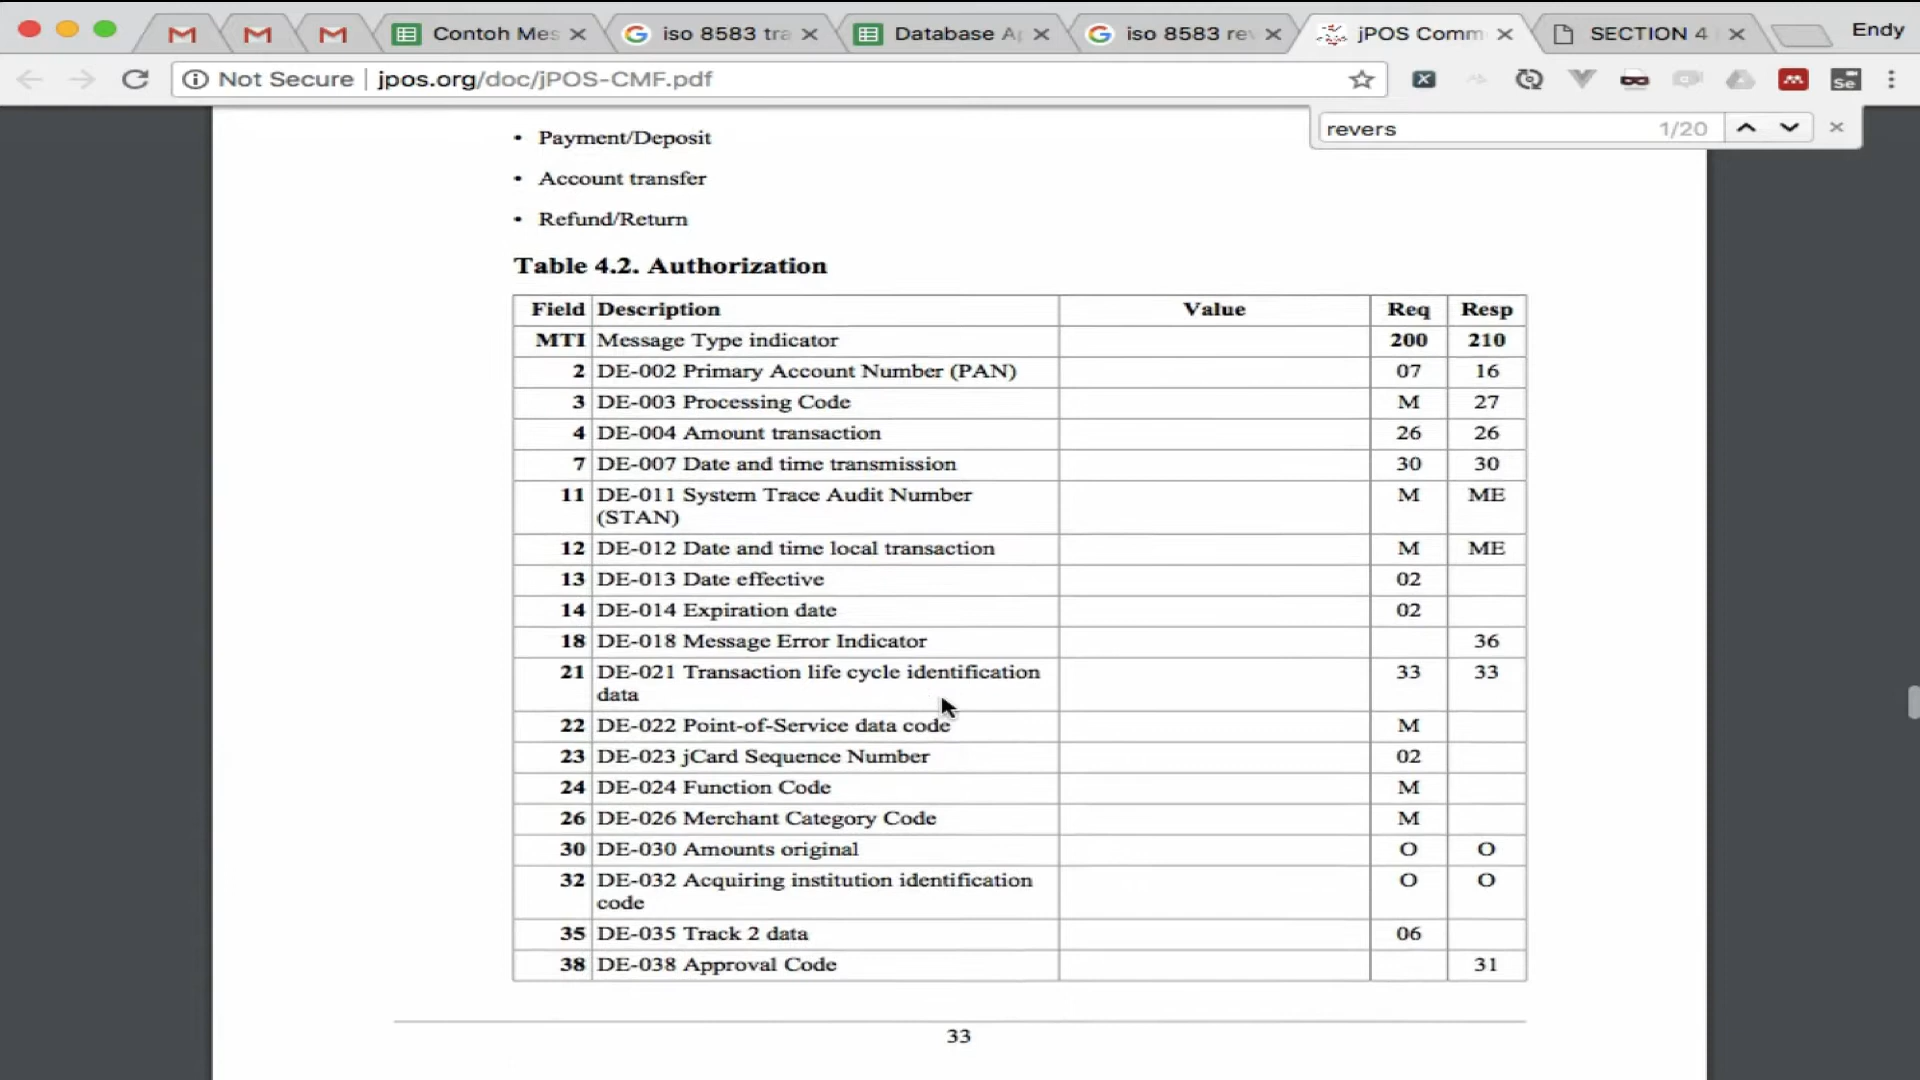 Contoh Mes
iso 8583 tra
Database A
iso 8583 rev
jPOS Comm
SECTION 4
Endy
Not Secure | jpos.org/doc/jPOS-CMF.pdf
Se
revers 1/20
• Payment/Deposit
• Account transfer
• Refund/Return
Table 4.2. Authorization
Field Description Value Req Resp
MTI Message Type indicator 200 210
2 DE-002 Primary Account Number (PAN) 07 16
3 DE-003 Processing Code M 27
4 DE-004 Amount transaction 26 26
7 DE-007 Date and time transmission 30 30
11 DE-011 System Trace Audit Number M ME
(STAN)
12 DE-012 Date and time local transaction M ME
13 DE-013 Date effective 02
14 DE-014 Expiration date 02
18 DE-018 Message Error Indicator 36
21 DE-021 Transaction life cycle identification 33 33
data
22 DE-022 Point-of-Service data code M
23 DE-023 jCard Sequence Number 02
24 DE-024 Function Code M
26 DE-026 Merchant Category Code M
30 DE-030 Amounts original O O
32 DE-032 Acquiring institution identification O O
code
35 DE-035 Track 2 data 06
38 DE-038 Approval Code 31
33